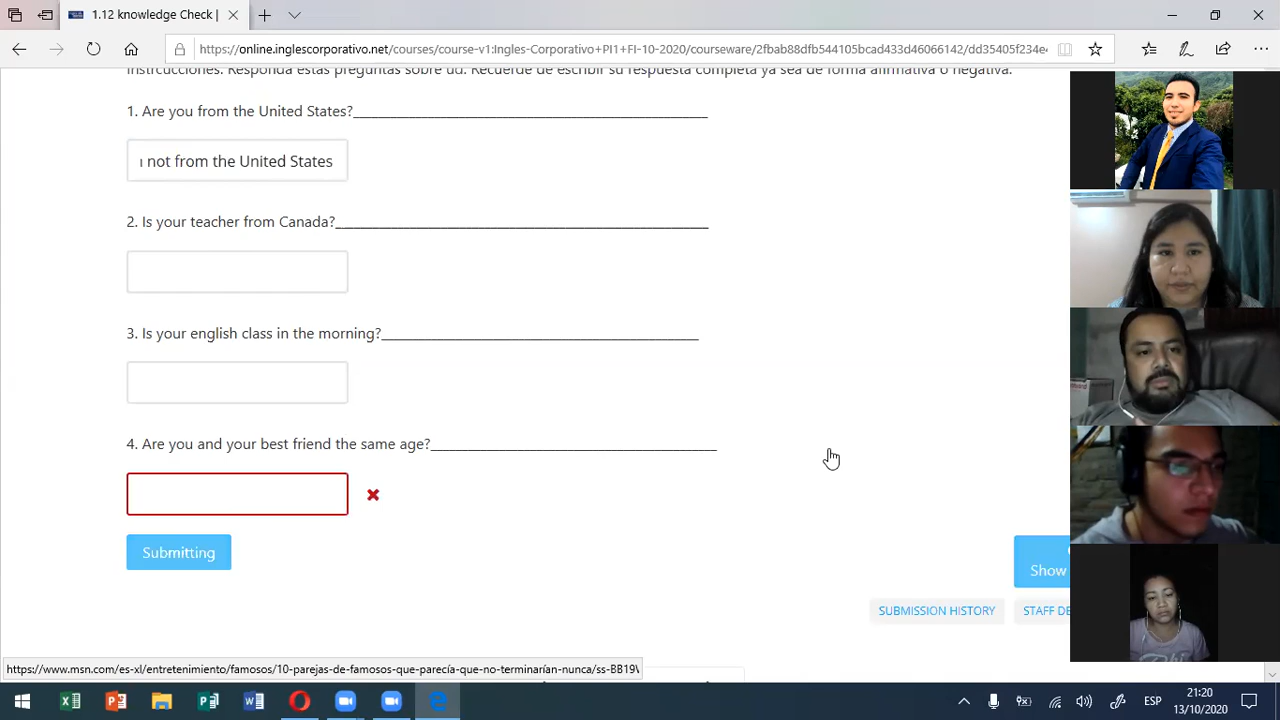 1.12 knowledge Check |
https://online.inglescorporativo.net/courses/course-v1:Ingles-Corporativo+PI1+FI-10-2020/courseware/2fbab88dfb544105bcad433d46066142/dd35405f234e
Instrucciones. Responda estas preguntas sobre ud. Recuerde de escribir su respuesta completa ya sea de forma afirmativa o negativa.
1. Are you from the United States?
not from the United States
2. Is your teacher from Canada?
3. Is your english class in the morning?
4. Are you and your best friend the same age?
Submitting
Show
SUBMISSION HISTORY
STAFF DE
https://www.msn.com/es-xl/entretenimiento/famosos/10-parejas-de-famosos-que-parecía-que-no-terminarían-nunca/ss-BB19
ESP
21:20
13/10/2020